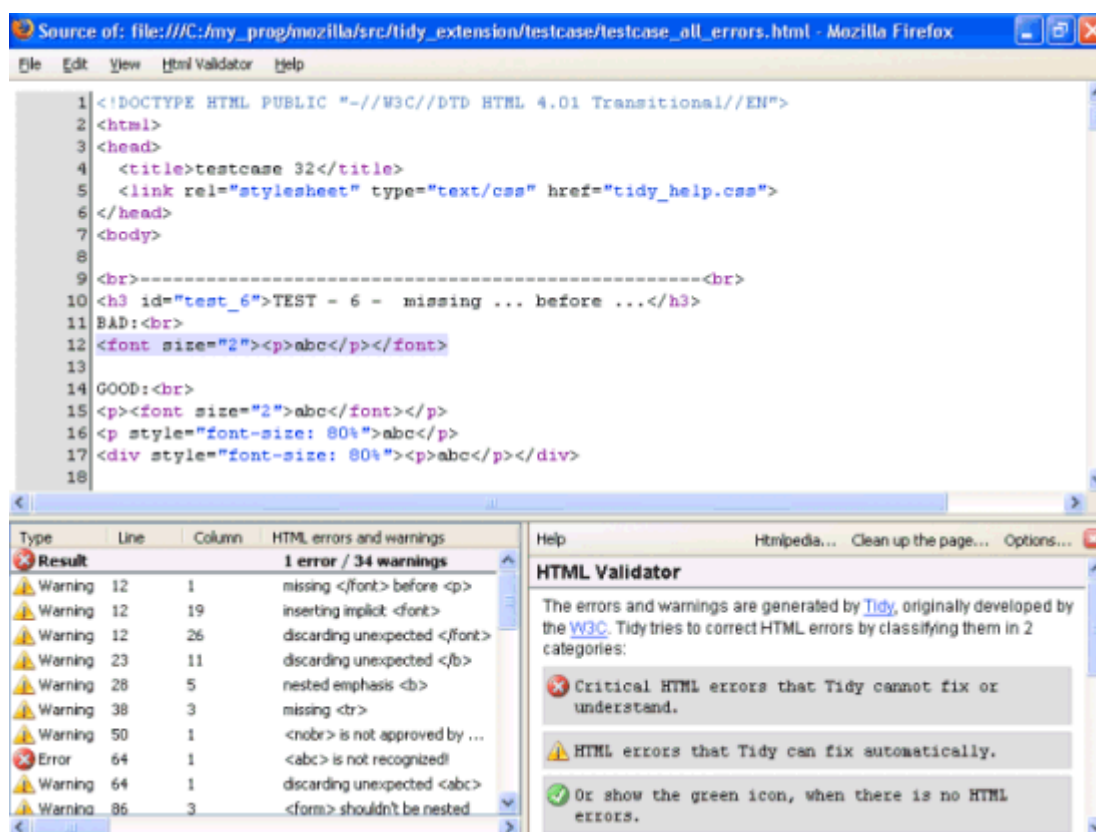 Source of: file:///C:/my_prog/mozilla/src/tidy_extension/testcase/testcase_all_errors.html - Mozilla Firefox
File Edit View Html Validator Help
1 <!DOCTYPE HTML PUBLIC "-//W3C//DTD HTML 4.01 Transitional//EN">
2 <html>
3 <head>
4 <title>testcase 32</title>
5 <link rel="stylesheet" type="text/css" href="tidy_help.css">
6 </head>
7 <body>
8
9 <br>---------------------------------------------------<br>
10 <h3 id="test_6">TEST - 6 - missing ... before ...</h3>
11 BAD:<br>
12 <font size="2"><p>abc</p></font>
13
14 GOOD:<br>
15 <p><font size="2">abc</font></p>
16 <p style="font-size: 80%">abc</p>
17 <div style="font-size: 80%"><p>abc</p></div>
18
Type Line Column HTML errors and warnings
Result 1 error / 34 warnings
Warning 12 1 missing </font> before <p>
Warning 12 19 inserting implicit <font>
Warning 12 26 discarding unexpected </font>
Warning 23 11 discarding unexpected </b>
Warning 28 5 nested emphasis <b>
Warning 38 3 missing <tr>
Warning 50 1 <nobr> is not approved by ...
Error 64 1 <abc> is not recognized!
Warning 64 1 discarding unexpected <abc>
Warning 86 3 <form> shouldn't be nested
Help Htmlpedia... Clean up the page... Options...
HTML Validator
The errors and warnings are generated by Tidy, originally developed by
the W3C. Tidy tries to correct HTML errors by classifying them in 2
categories:
Critical HTML errors that Tidy cannot fix or
understand.
HTML errors that Tidy can fix automatically.
Or show the green icon, when there is no HTML
errors.